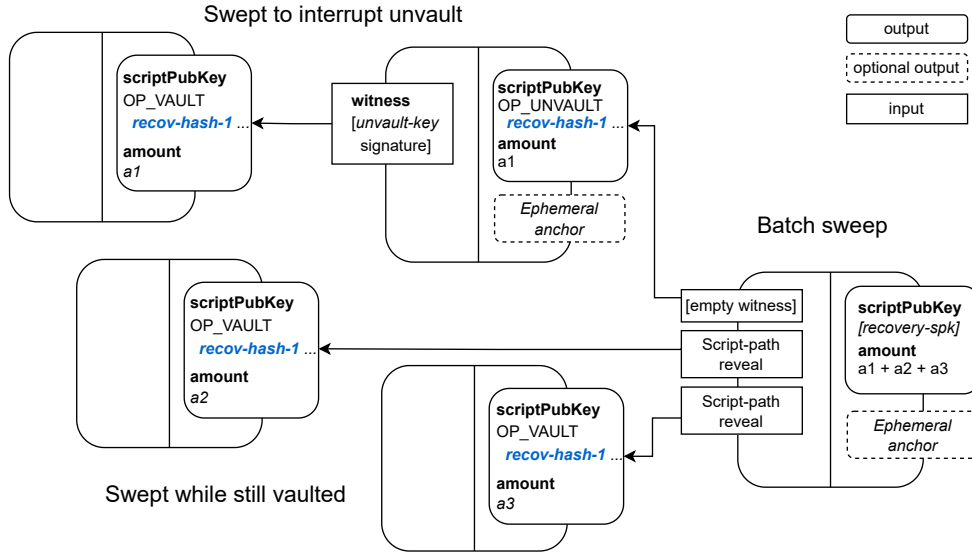 Swept to interrupt unvault
scriptPubKey
OP_VAULT
recov-hash-1 ...
amount
a1
witness
[unvault-key
signature]
scriptPubKey
OP_UNVAULT
recov-hash-1 ...
amount
a1
Ephemeral
anchor
output
optional output
input
Batch sweep
scriptPubKey
OP_VAULT
recov-hash-1 ...
amount
a2
[empty witness]
Script-path
reveal
Script-path
reveal
scriptPubKey
[recovery-spk]
amount
a1 + a2 + a3
Ephemeral
anchor
scriptPubKey
OP_VAULT
recov-hash-1 ...
amount
a3
Swept while still vaulted